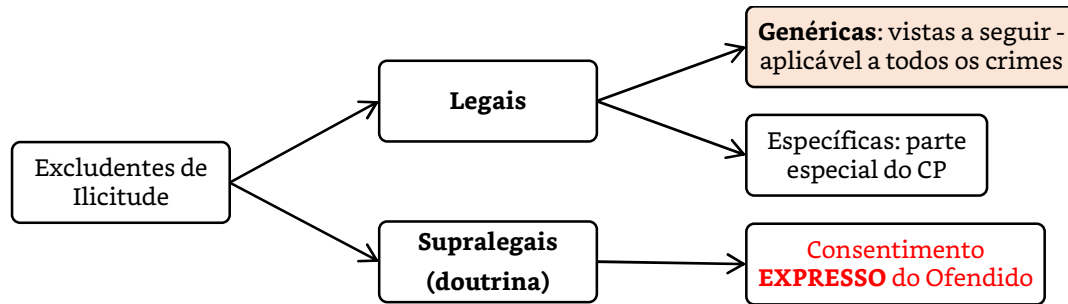 Excludentes de
Ilicitude
Legais
Genéricas: vistas a seguir -
aplicável a todos os crimes
Específicas: parte
especial do CP
Supralegais
(doutrina)
Consentimento
EXPRESSO do Ofendido